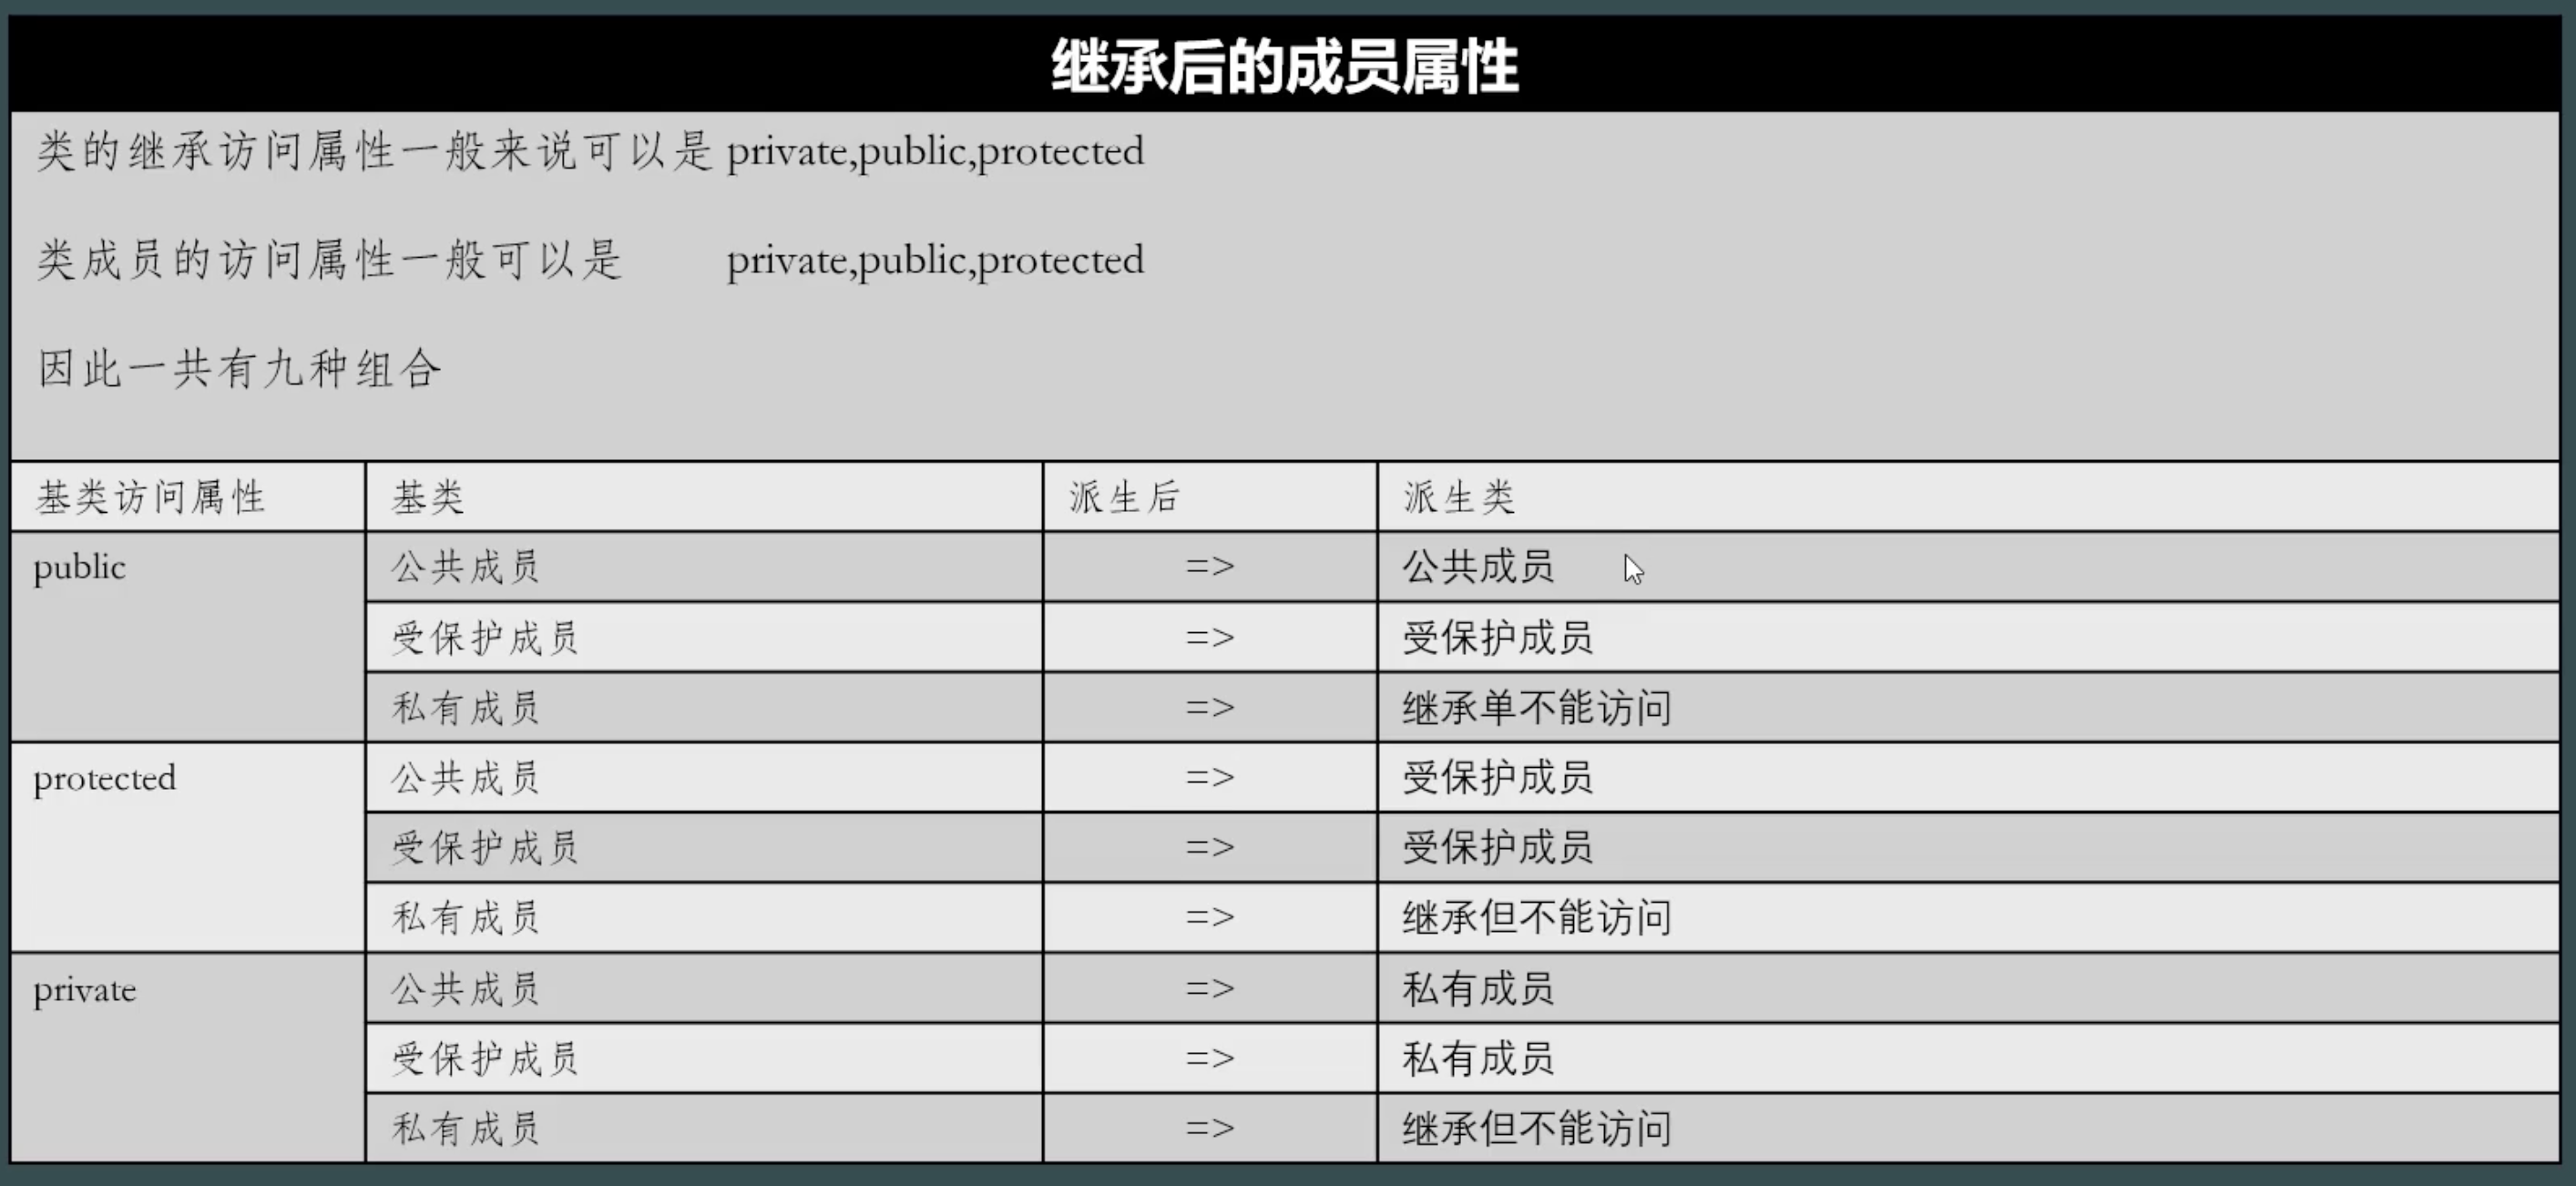 继承后的成员属性
类的继承访问属性一般来说可以是 private,public,protected
类成员的访问属性一般可以是 private,public,protected
因此一共有九种组合
基类访问属性 基类 派生后 派生类
public 公共成员 => 公共成员
受保护成员 => 受保护成员
私有成员 => 继承单不能访问
protected 公共成员 => 受保护成员
受保护成员 => 受保护成员
私有成员 => 继承但不能访问
private 公共成员 => 私有成员
受保护成员 => 私有成员
私有成员 => 继承但不能访问